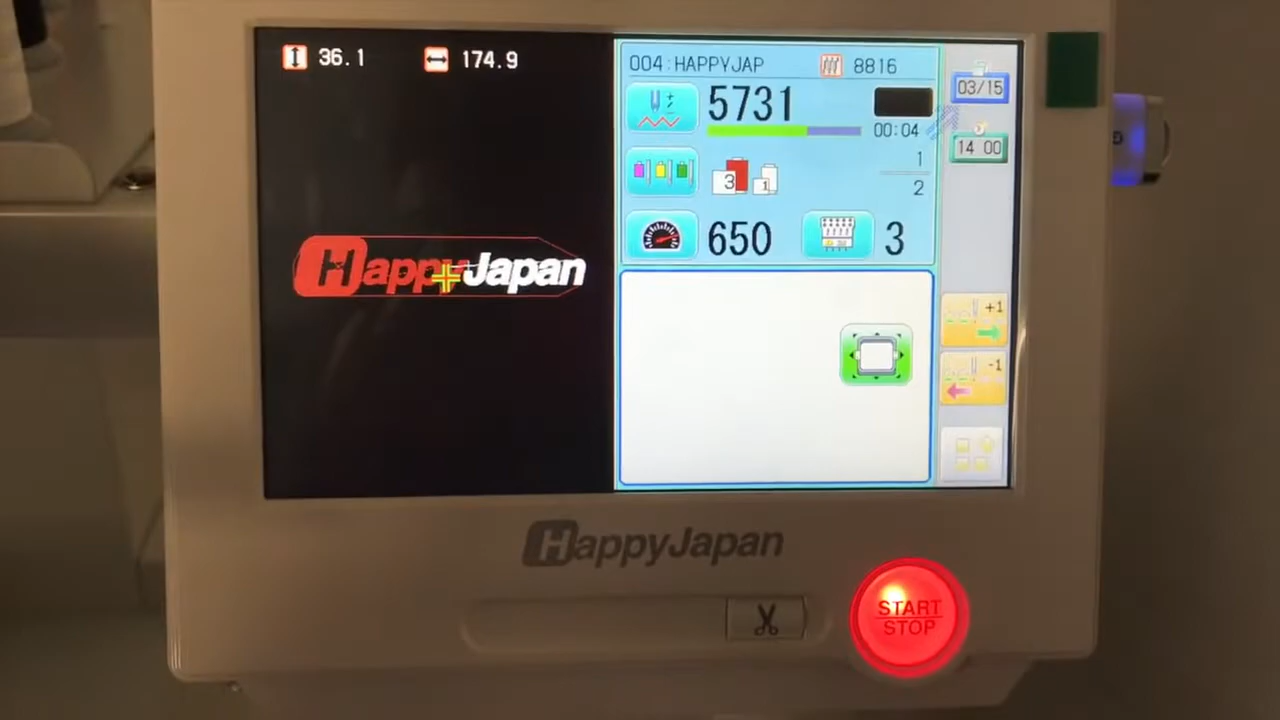 36.1 174.9
004:HAPPYJAP 8816
5731
00:04
3 1
1
2
650 3
03/15
14 00
+1
-1
HappyJapan
HappyJapan
START
STOP